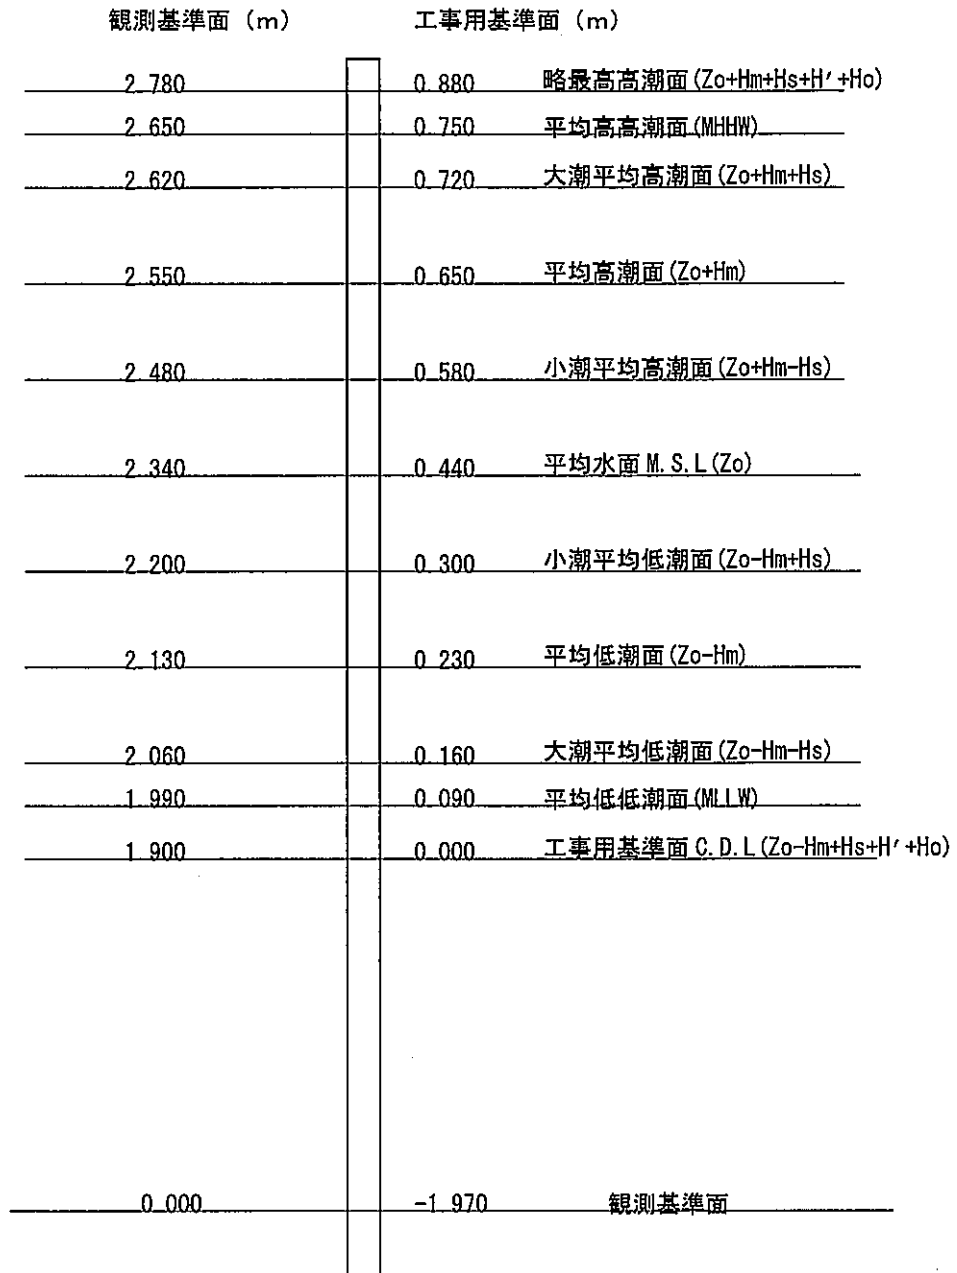 観測基準面 (m) 工事用基準面 (m)
2.780 0.880 略最高高潮面(Zo+Hm+Hs+H'+Ho)
2.650 0.750 平均高高潮面(MHHW)
2.620 0.720 大潮平均高潮面(Zo+Hm+Hs)
2.550 0.650 平均高潮面(Zo+Hm)
2.480 0.580 小潮平均高潮面(Zo+Hm-Hs)
2.340 0.440 平均水面 M.S.L(Zo)
2.200 0.300 小潮平均低潮面(Zo-Hm+Hs)
2.130 0.230 平均低潮面(Zo-Hm)
2.060 0.160 大潮平均低潮面(Zo-Hm-Hs)
1.990 0.090 平均低低潮面(MLLW)
1.900 0.000 工事用基準面 C.D.L(Zo-Hm+Hs+H'+Ho)
0.000 -1.970 観測基準面